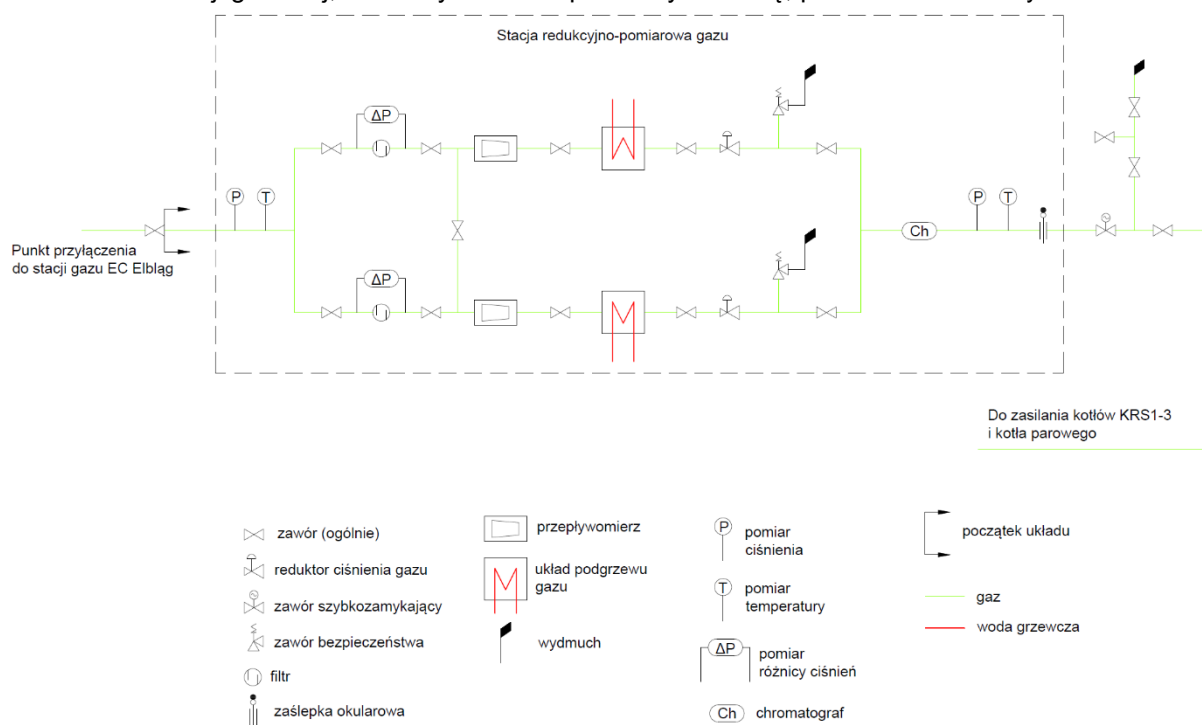 Stacja redukcyjno-pomiarowa gazu
ΔP
P
T
P
T
Ch
ΔP
Punkt przyłączenia
do stacji gazu EC Elbląg
Do zasilania kotłów KRS1-3
i kotła parowego
zawór (ogólnie)
reduktor ciśnienia gazu
zawór szybkozamykający
zawór bezpieczeństwa
filtr
zaślepka okularowa
przepływomierz
układ podgrzewu
gazu
wydmuch
P
pomiar
ciśnienia
T
pomiar
temperatury
ΔP
pomiar
różnicy ciśnień
Ch
chromatograf
początek układu
gaz
woda grzewcza